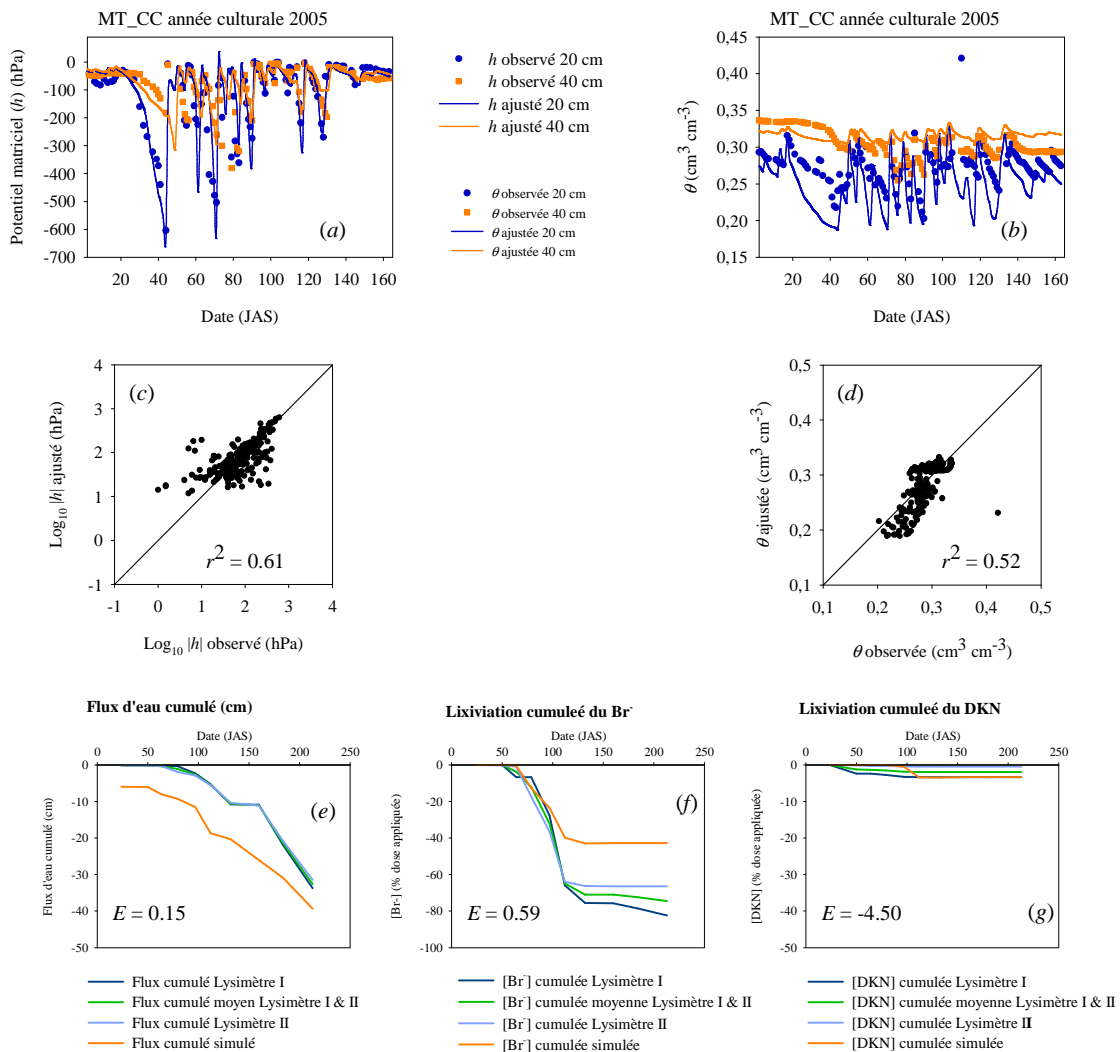 MT_CC année culturale 2005
Potentiel matriciel (h) (hPa)
0
-100
-200
-300
-400
-500
-600
-700
(a)
20 40 60 80 100 120 140 160
Date (JAS)
h observé 20 cm
h observé 40 cm
h ajusté 20 cm
h ajusté 40 cm
θ observée 20 cm
θ observée 40 cm
θ ajustée 20 cm
θ ajustée 40 cm
MT_CC année culturale 2005
θ (cm³ cm-³)
0,45
0,40
0,35
0,30
0,25
0,20
0,15
(b)
20 40 60 80 100 120 140 160
Date (JAS)
Log10 |h| ajusté (hPa)
4
3
2
1
0
-1
(c)
r² = 0.61
-1 0 1 2 3 4
Log10 |h| observé (hPa)
θ ajustée (cm³ cm-³)
0,5
0,4
0,3
0,2
0,1
(d)
r² = 0.52
0,1 0,2 0,3 0,4 0,5
θ observée (cm³ cm-³)
Flux d'eau cumulé (cm)
Date (JAS)
0 50 100 150 200 250
Flux d'eau cumulé (cm)
0
-10
-20
-30
-40
-50
(e)
E = 0.15
Flux cumulé Lysimètre I
Flux cumulé moyen Lysimètre I & II
Flux cumulé Lysimètre II
Flux cumulé simulé
Lixiviation cumuleé du Br-
Date (JAS)
0 50 100 150 200 250
[Br-] (% dose appliquée)
0
-20
-40
-60
-80
-100
(f)
E = 0.59
[Br-] cumulée Lysimètre I
[Br-] cumulée moyenne Lysimètre I & II
[Br-] cumulée Lysimètre II
[Br-] cumulée simulée
Lixiviation cumuleé du DKN
Date (JAS)
0 50 100 150 200 250
[DKN] (% dose appliquée)
0
-10
-20
-30
-40
-50
E = -4.50
(g)
[DKN] cumulée Lysimètre I
[DKN] cumulée moyenne Lysimètre I & II
[DKN] cumulée Lysimètre II
[DKN] cumulée simulée